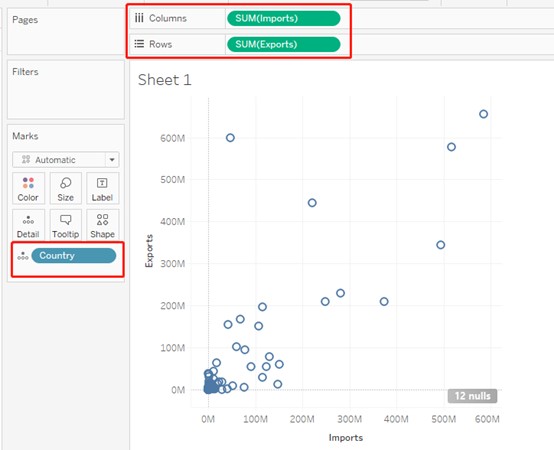 Pages
Columns
SUM(Imports)
Rows
SUM(Exports)
Filters
Sheet 1
Marks
Automatic
Color
Size
Label
Detail
Tooltip
Shape
Country
600M
500M
400M
300M
200M
100M
0M
Exports
12 nulls
0M
100M
200M
300M
400M
500M
600M
Imports